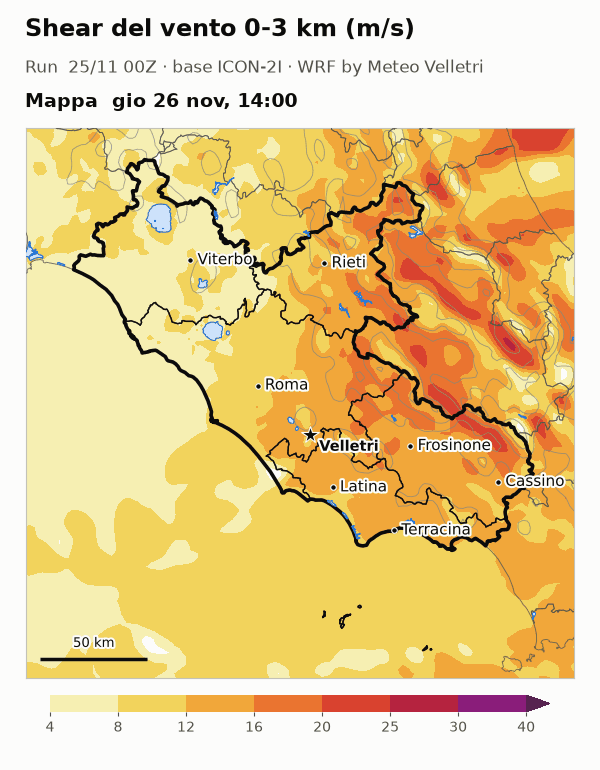 Shear del vento 0-3 km (m/s)
Run  25/11 00Z · base ICON-2I · WRF by Meteo Velletri
Mappa  gio 26 nov, 14:00
Viterbo
Rieti
Roma
Velletri
Frosinone
Cassino
Latina
Terracina
50 km
4 8 12 16 20 25 30 40